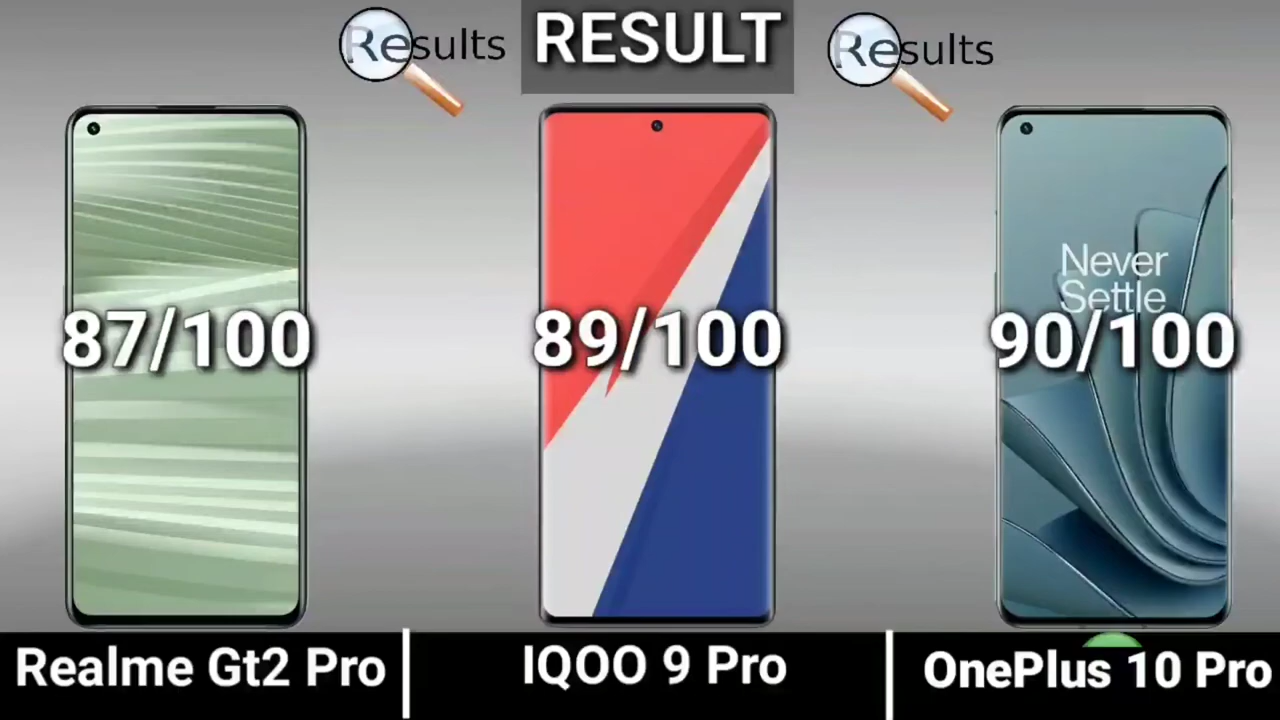 Results
RESULT
Results
Never
Settle
87/100
89/100
90/100
Realme Gt2 Pro
IQOO 9 Pro
OnePlus 10 Pro